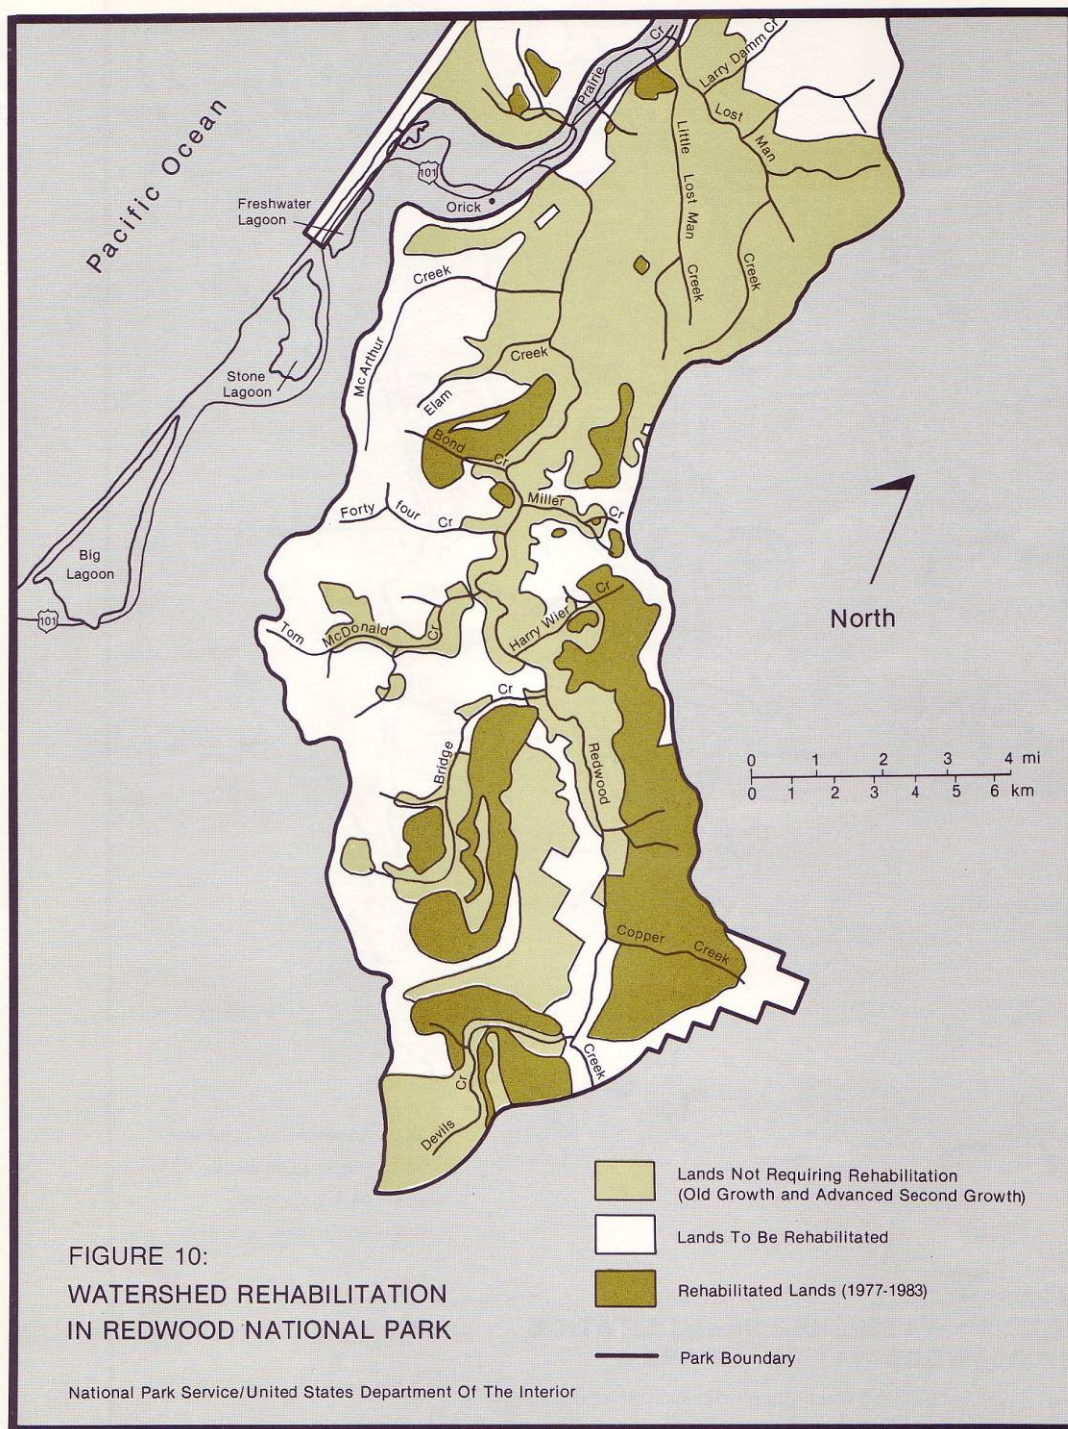 Pacific Ocean
Prairie
Cr
Larry Damm Cr
Lost
Man
Creek
Little
Lost Man
Creek
101
Orick
Freshwater
Lagoon
Creek
McArthur
Stone
Lagoon
Creek
Elam
Bond
Cr
Miller
Cr
Forty
four
Cr
Big
Lagoon
101
Tom
McDonald
Cr
Harry Wier
Cr
North
Cr
Bridge
Redwood
0 1 2 3 4 mi
0 1 2 3 4 5 6 km
Copper
Creek
Creek
Cr
Devils
Lands Not Requiring Rehabilitation
(Old Growth and Advanced Second Growth)
Lands To Be Rehabilitated
Rehabilitated Lands (1977-1983)
Park Boundary
FIGURE 10:
WATERSHED REHABILITATION
IN REDWOOD NATIONAL PARK
National Park Service/United States Department Of The Interior